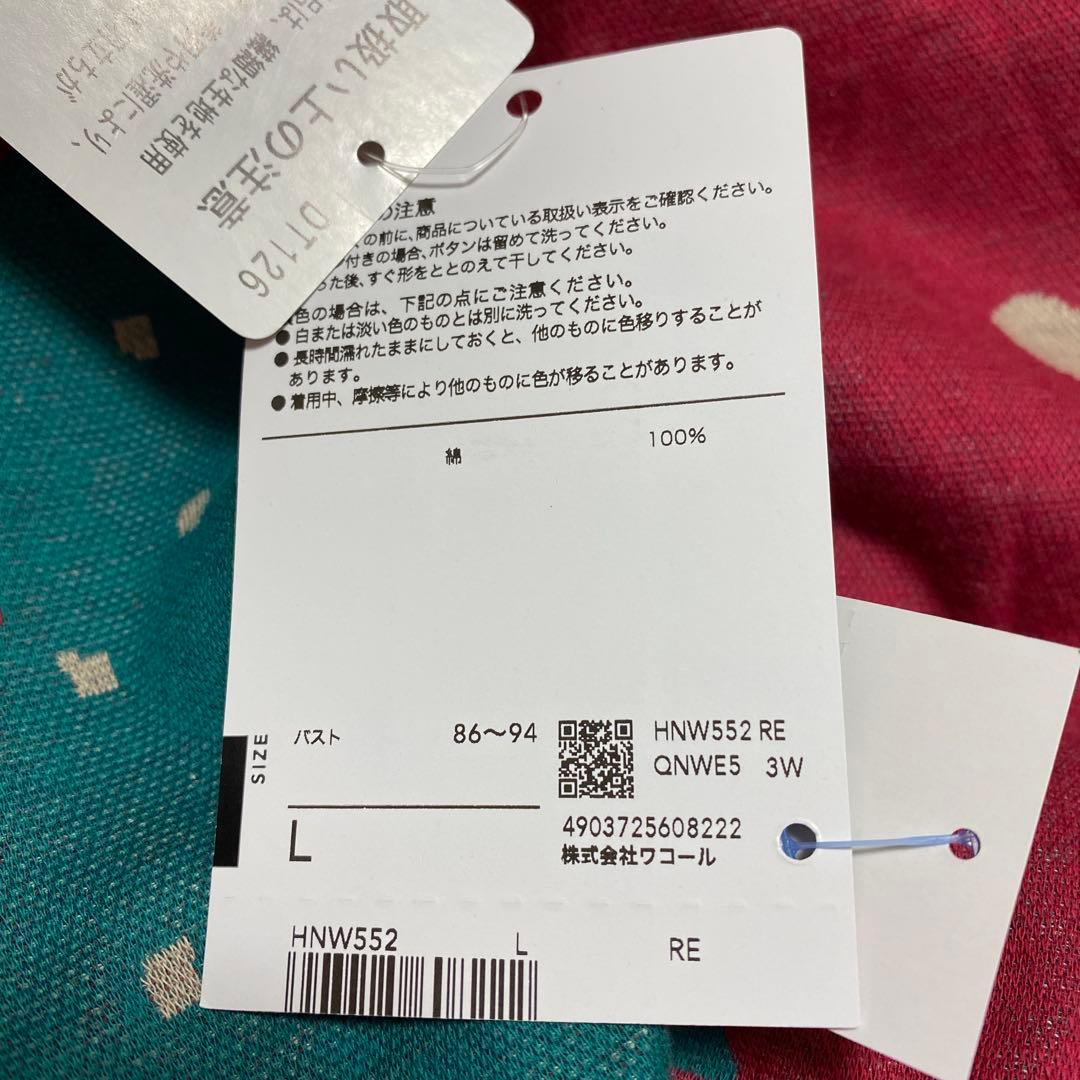 取扱い上の注意
DT126
繊細な生地を使用
の注意
の前に、商品についている取扱い表示をご確認ください。
付きの場合、ボタンは留めて洗ってください。
た後、すぐ形をととのえて干してください。
色の場合は、下記の点にご注意ください。
●白または淡い色のものとは別に洗ってください。
●長時間濡れたままにしておくと、他のものに色移りすることが
あります。
●着用中、摩擦等により他のものに色が移ることがあります。
綿 100%
SIZE
バスト 86〜94
L
HNW552 RE
QNWE5 3W
4903725608222
株式会社ワコール
HNW552 L RE